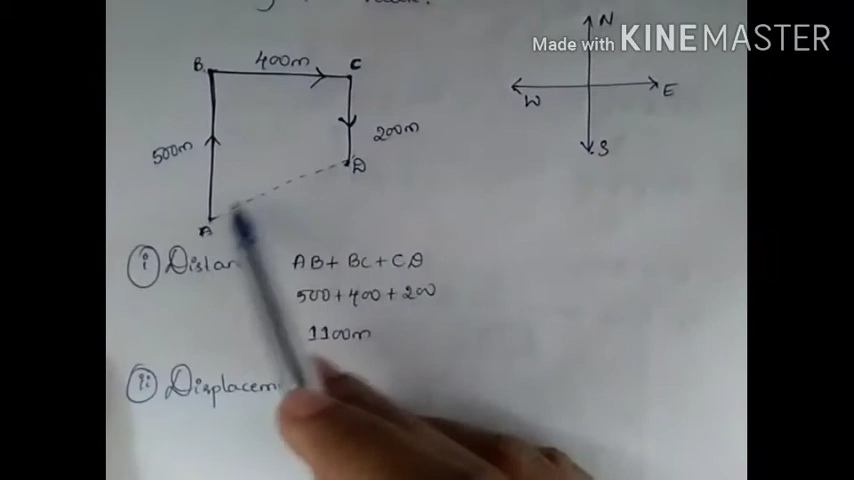 Made with KINEMASTER
N
W
E
S
B
400m
C
500m
200m
D
A
i Distan
AB + BC + CD
500 + 400 + 200
1100m
ii Displacem